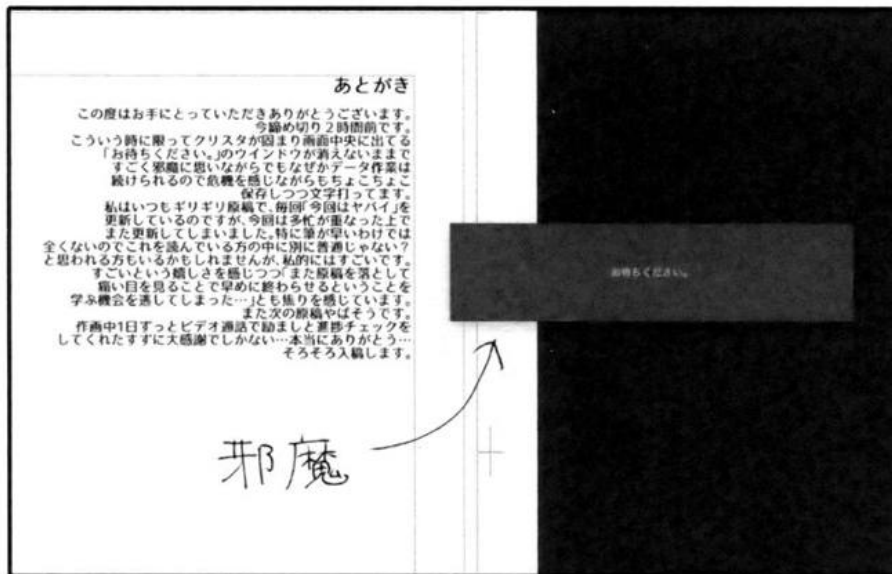 あとがき
この度はお手にとっていただきありがとうございます。
今締め切り2時間前です。
こういう時に限ってクリスタが固まり画面中央に出てる
「お待ちください。」のウインドウが消えないままで
すごく邪魔に思いながらでもなぜかデータ作業は
続けられるので危機を感じながらもちょこちょこ
保存しつつ文字打ってます。
私はいつもギリギリ原稿で、毎回「今回はヤバイ」を
更新しているのですが、今回は多忙が重なった上で
また更新してしまいました。特に筆が早いわけでは
全くないのでこれを読んでいる方の中に別に普通じゃない?
と思われる方もいるかもしれませんが、私的にはすごいです。
すごいという嬉しさを感じつつ「また原稿を落として
痛い目を見ることで早めに終わらせるということを
学ぶ機会を逃してしまった…」とも焦りを感じています。
また次の原稿やばそうです。
作画中1日ずっとビデオ通話で励ましと進捗チェックを
してくれたすずに大感謝でしかない…本当にありがとう…
そろそろ入稿します。
お待ちください。
邪魔